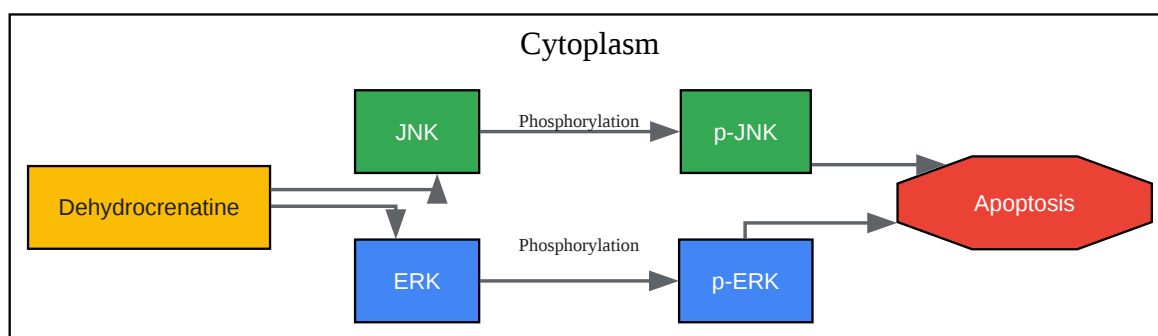 Cytoplasm
JNK
Phosphorylation
p-JNK
Dehydrocrenatine
Apoptosis
ERK
Phosphorylation
p-ERK